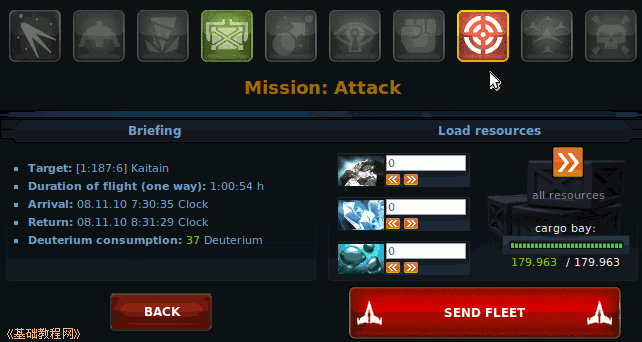 Mission: Attack
Briefing
Load resources
Target: [1:187:6] Kaitain
Duration of flight (one way): 1:00:54 h
Arrival: 08.11.10 7:30:35 Clock
Return: 08.11.10 8:31:29 Clock
Deuterium consumption: 37 Deuterium
0
0
0
all resources
cargo bay:
179.963 / 179.963
BACK
SEND FLEET
《基础教程网》